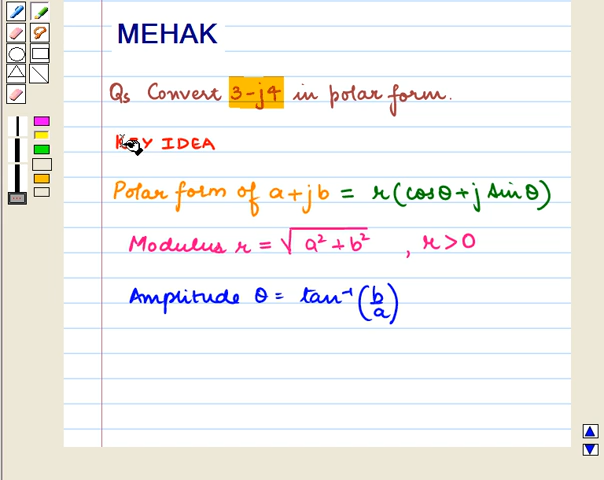 MEHAK
Qs Convert 3-j4 in polar form.
KEY IDEA
Polar form of a+jb = r(cosθ+j sinθ)
Modulus r = √a²+b² , r>0
Amplitude θ = tan⁻¹(b/a)